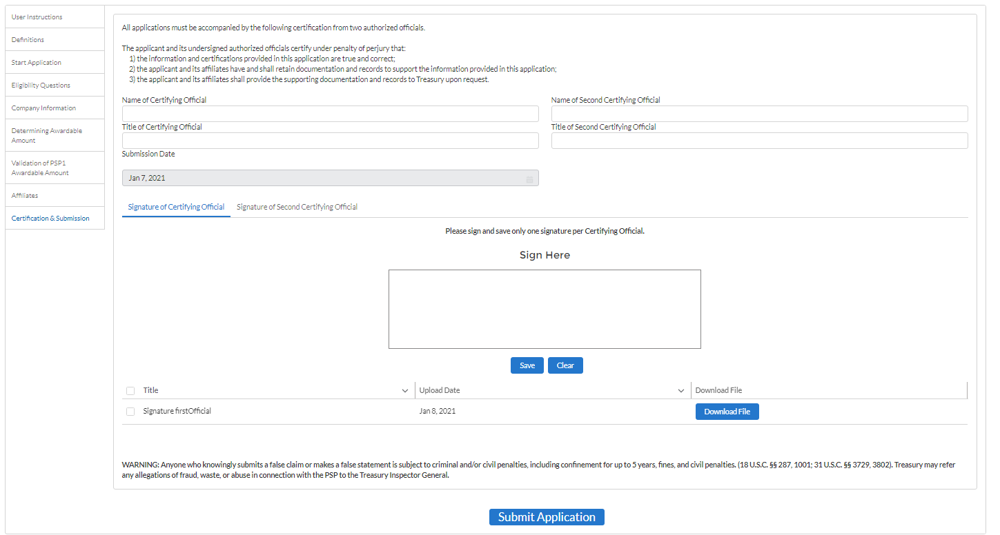 User Instructions
Definitions
Start Application
Eligibility Questions
Company Information
Determining Awardable
Amount
Validation of PSP1
Awardable Amount
Affiliates
Certification & Submission
All applications must be accompanied by the following certification from two authorized officials.
The applicant and its undersigned authorized officials certify under penalty of perjury that:
1) the information and certifications provided in this application are true and correct;
2) the applicant and its affiliates have and shall retain documentation and records to support the information provided in this application;
3) the applicant and its affiliates shall provide the supporting documentation and records to Treasury upon request.
Name of Certifying Official
Name of Second Certifying Official
Title of Certifying Official
Title of Second Certifying Official
Submission Date
Jan 7, 2021
Signature of Certifying Official
Signature of Second Certifying Official
Please sign and save only one signature per Certifying Official.
Sign Here
Save
Clear
Title
Upload Date
Download File
Signature firstOfficial
Jan 8, 2021
Download File
WARNING: Anyone who knowingly submits a false claim or makes a false statement is subject to criminal and/or civil penalties, including confinement for up to 5 years, fines, and civil penalties. (18 U.S.C. §§ 287, 1001; 31 U.S.C. §§ 3729, 3802). Treasury may refer
any allegations of fraud, waste, or abuse in connection with the PSP to the Treasury Inspector General.
Submit Application